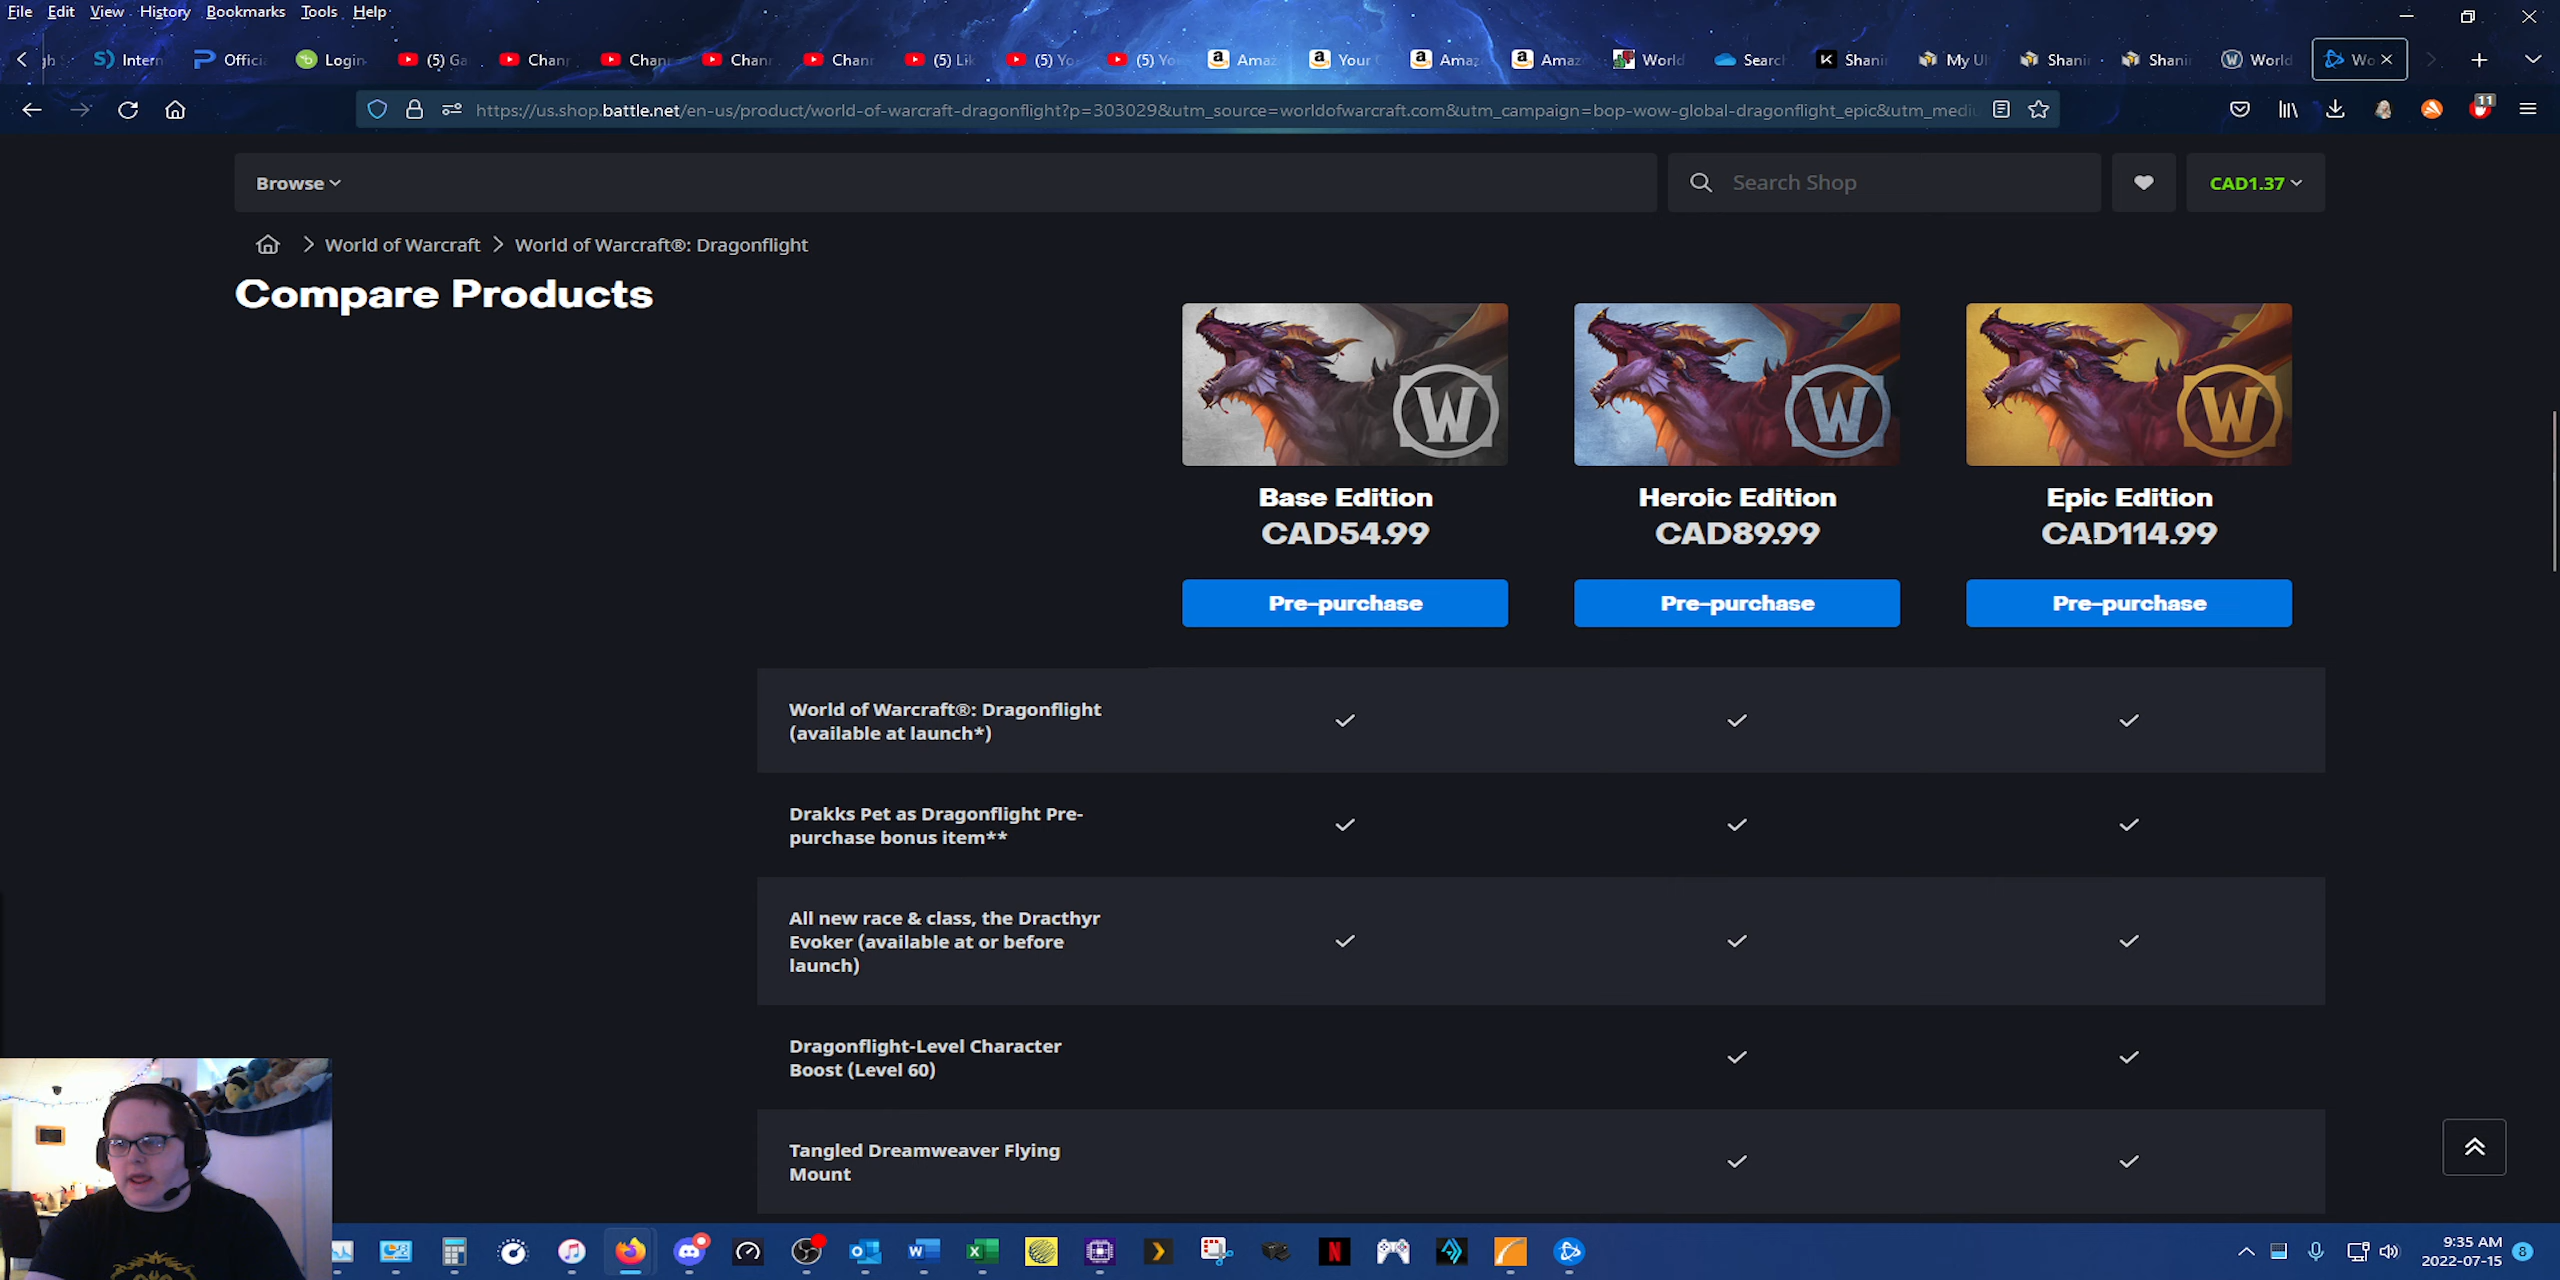 File Edit View History Bookmarks Tools Help
Intern Offici Login (5) Ga Chan Chan Chan Chan (5) Lik (5) Yo (5) Yo Amaz Your Amaz Amaz World Search Shani My U Shani Shani World Wo
https://us.shop.battle.net/en-us/product/world-of-warcraft-dragonflight?p=303029&utm_source=worldofwarcraft.com&utm_campaign=bop-wow-global-dragonflight_epic&utm_mediu
11
Browse
Search Shop
CAD1.37
World of Warcraft
World of Warcraft®: Dragonflight
Compare Products
W W W
Base Edition Heroic Edition Epic Edition
CAD54.99 CAD89.99 CAD114.99
Pre-purchase Pre-purchase Pre-purchase
World of Warcraft®: Dragonflight
(available at launch*)
Drakks Pet as Dragonflight Pre-
purchase bonus item**
All new race & class, the Dracthyr
Evoker (available at or before
launch)
Dragonflight-Level Character
Boost (Level 60)
Tangled Dreamweaver Flying
Mount
9:35 AM
2022-07-15
8